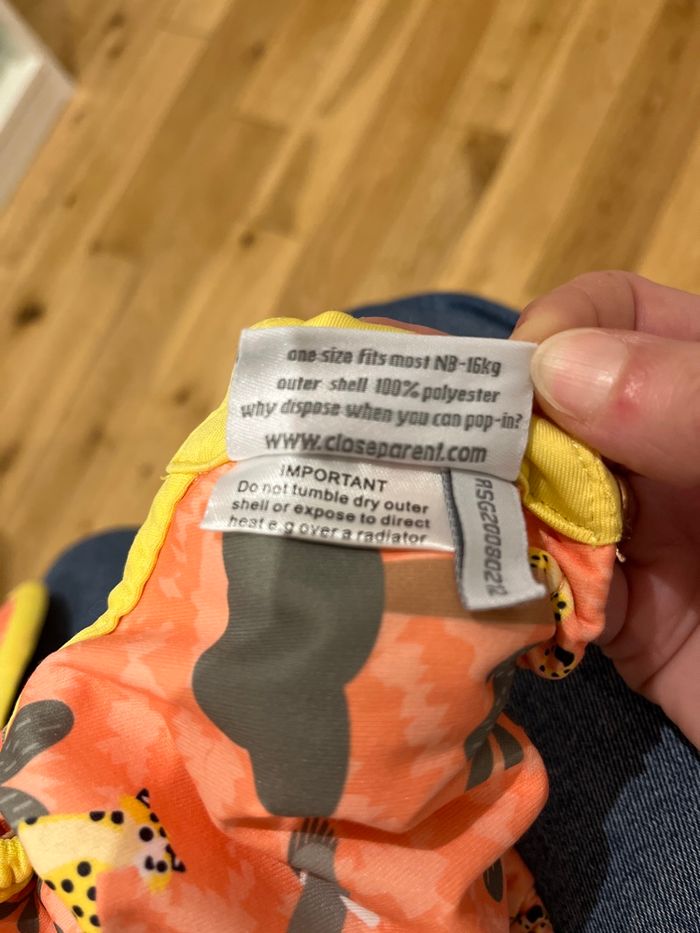 one size fits most NB-16kg
outer shell 100% polyester
why dispose when you can pop-in?
www.closeparent.com
IMPORTANT
Do not tumble dry outer
shell or expose to direct
heat e.g over a radiator